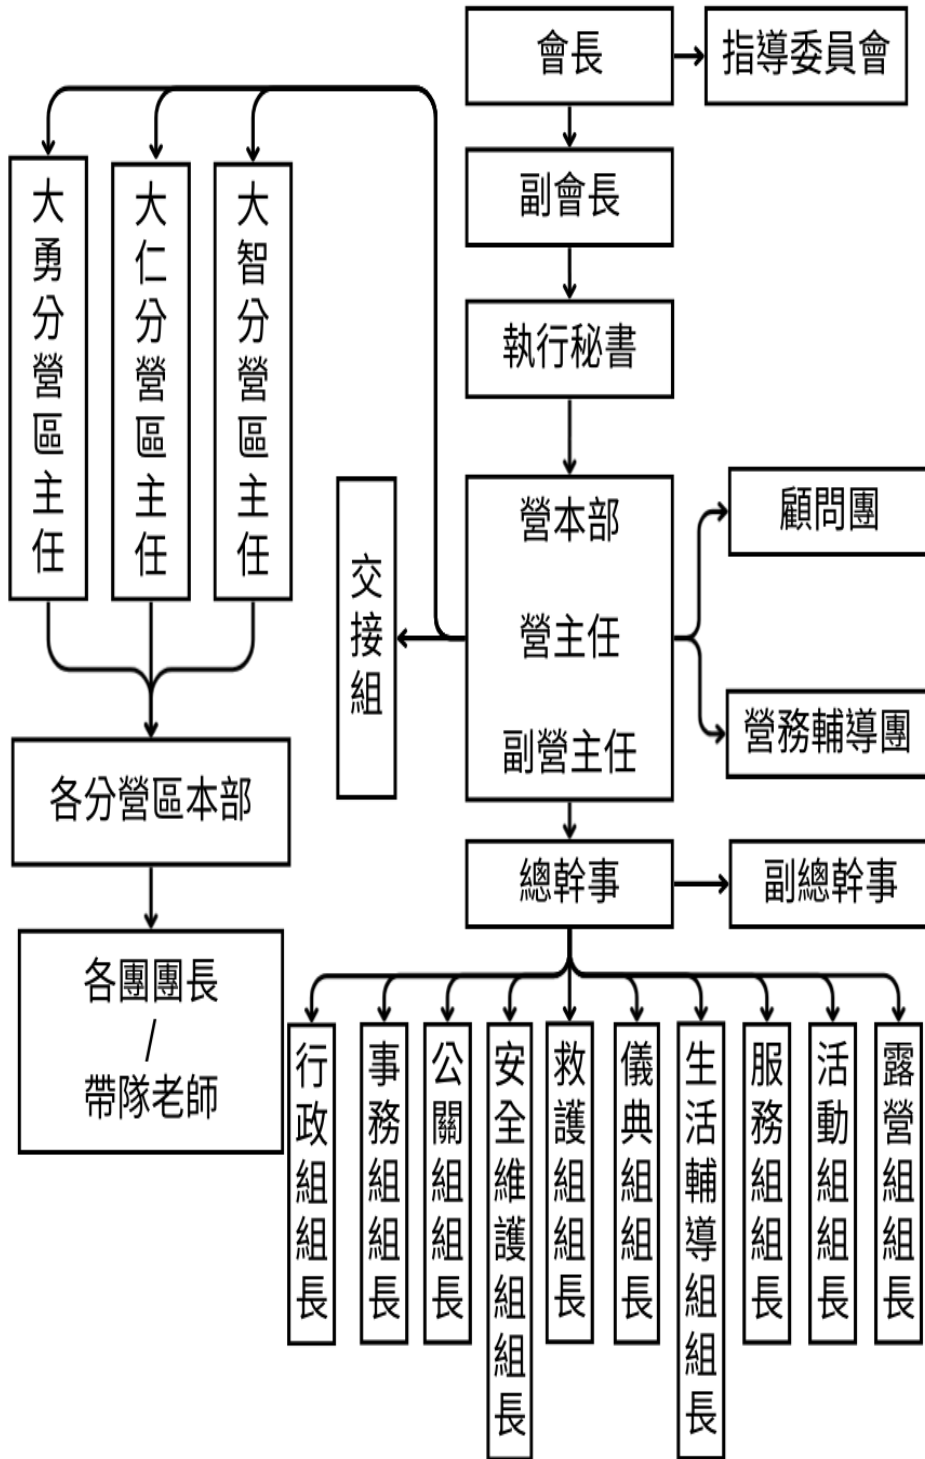 會長
指導委員會
副會長
執行秘書
大勇分營區主任
大仁分營區主任
大智分營區主任
交接組
營本部
營主任
副營主任
顧問團
營務輔導團
各分營區本部
總幹事
副總幹事
各團團長
/
帶隊老師
行政組組長
事務組組長
公關組組長
安全維護組組長
救護組組長
儀典組組長
生活輔導組組長
服務組組長
活動組組長
露營組組長